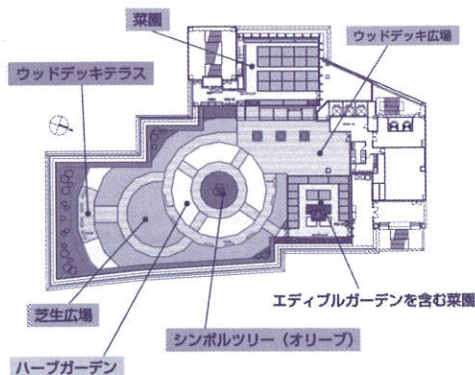 菜園
ウッドデッキ広場
ウッドデッキテラス
エディブルガーデンを含む菜園
芝生広場
シンボルツリー（オリーブ）
ハーブガーデン